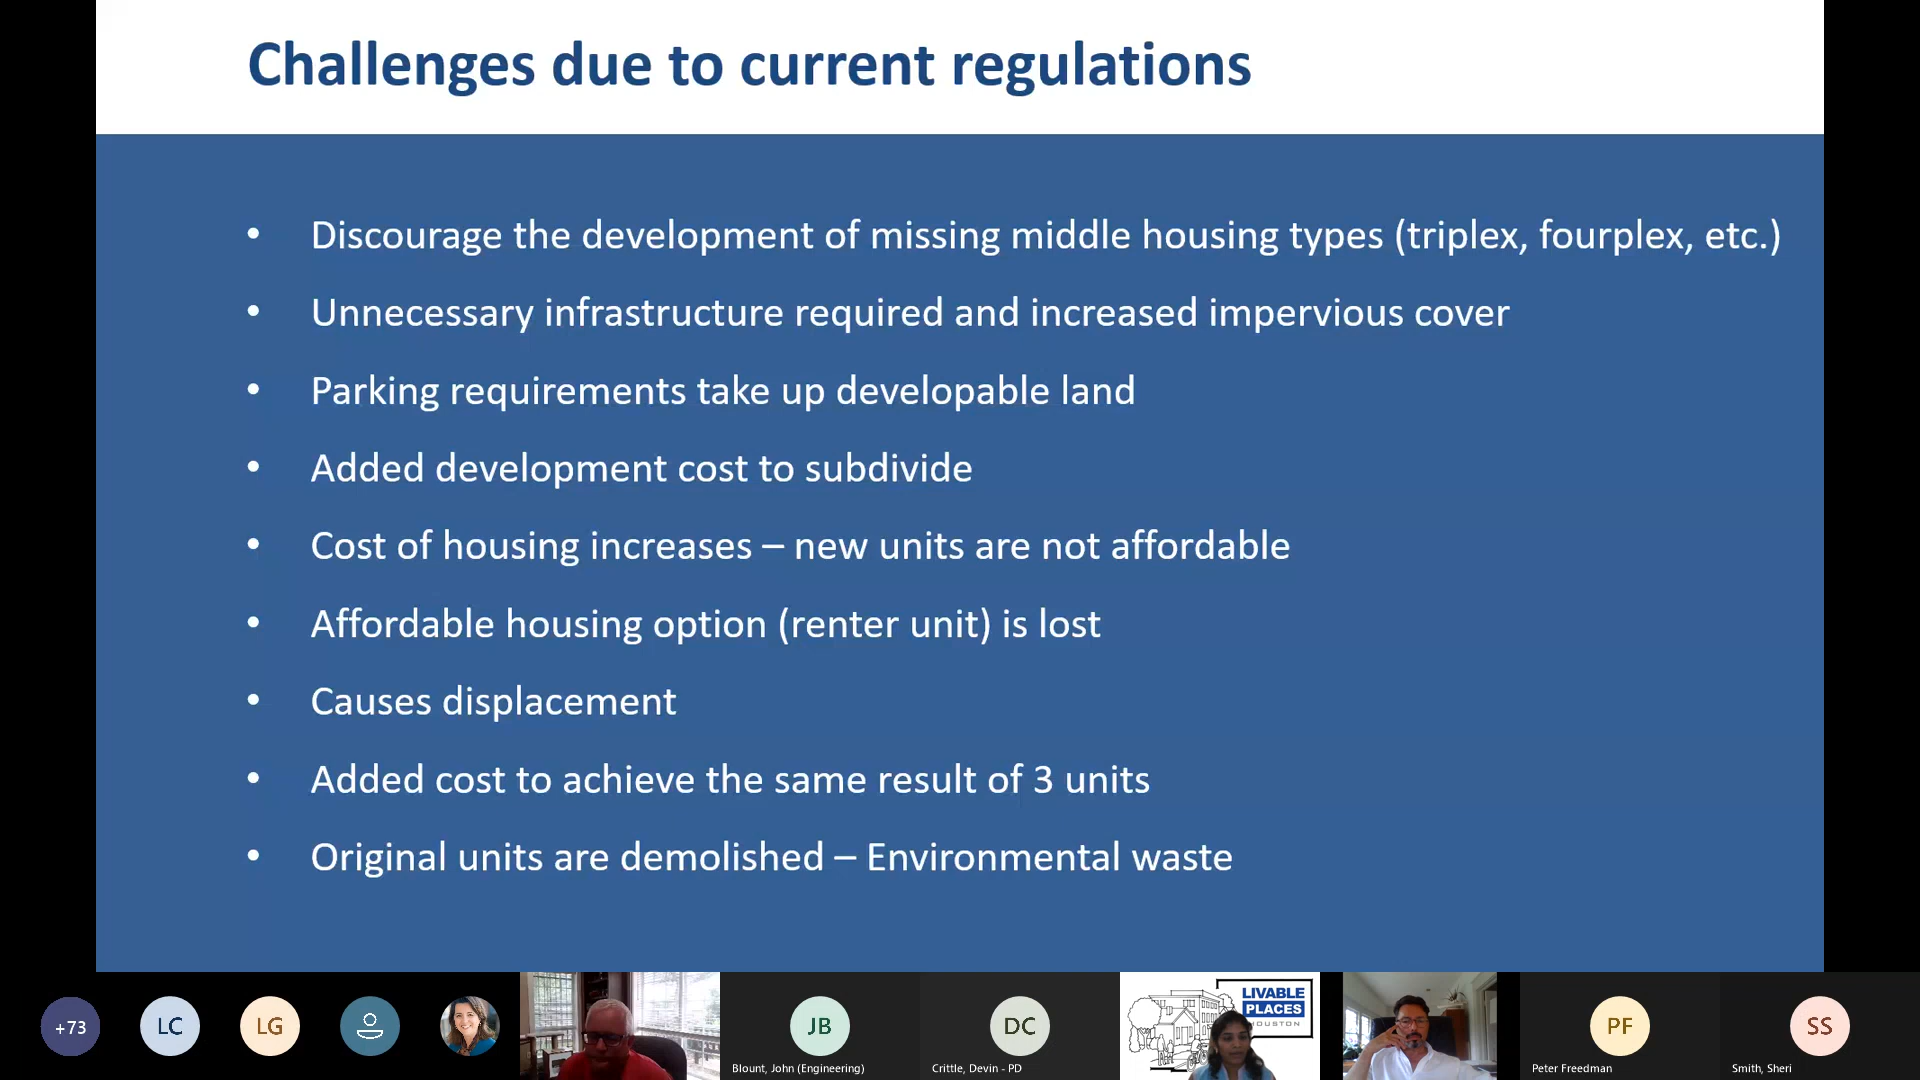 Challenges due to current regulations
• Discourage the development of missing middle housing types (triplex, fourplex, etc.)
• Unnecessary infrastructure required and increased impervious cover
• Parking requirements take up developable land
• Added development cost to subdivide
• Cost of housing increases – new units are not affordable
• Affordable housing option (renter unit) is lost
• Causes displacement
• Added cost to achieve the same result of 3 units
• Original units are demolished – Environmental waste
+73
LC
LG
JB
Blount, John (Engineering)
DC
Crittle, Devin - PD
LIVABLE
PLACES
HOUSTON
PF
Peter Freedman
SS
Smith, Sheri